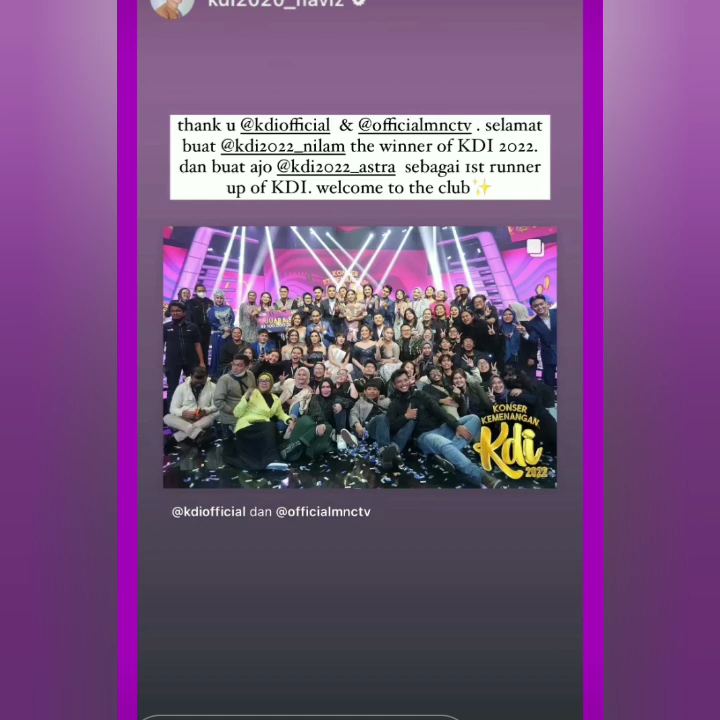 kdi2020_naviz
thank u @kdiofficial & @officialmnctv . selamat
buat @kdi2022_nilam the winner of KDI 2022.
dan buat ajo @kdi2022_astra sebagai 1st runner
up of KDI. welcome to the club✨
KONSER
KEMENANGAN
Kdi
2022
@kdiofficial dan @officialmnctv